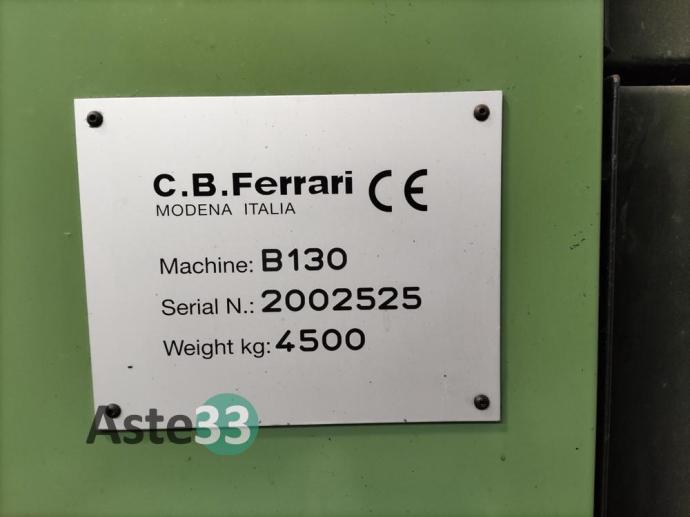 C.B.Ferrari CE
MODENA ITALIA
Machine: B130
Serial N.: 2002525
Weight kg: 4500
Aste33